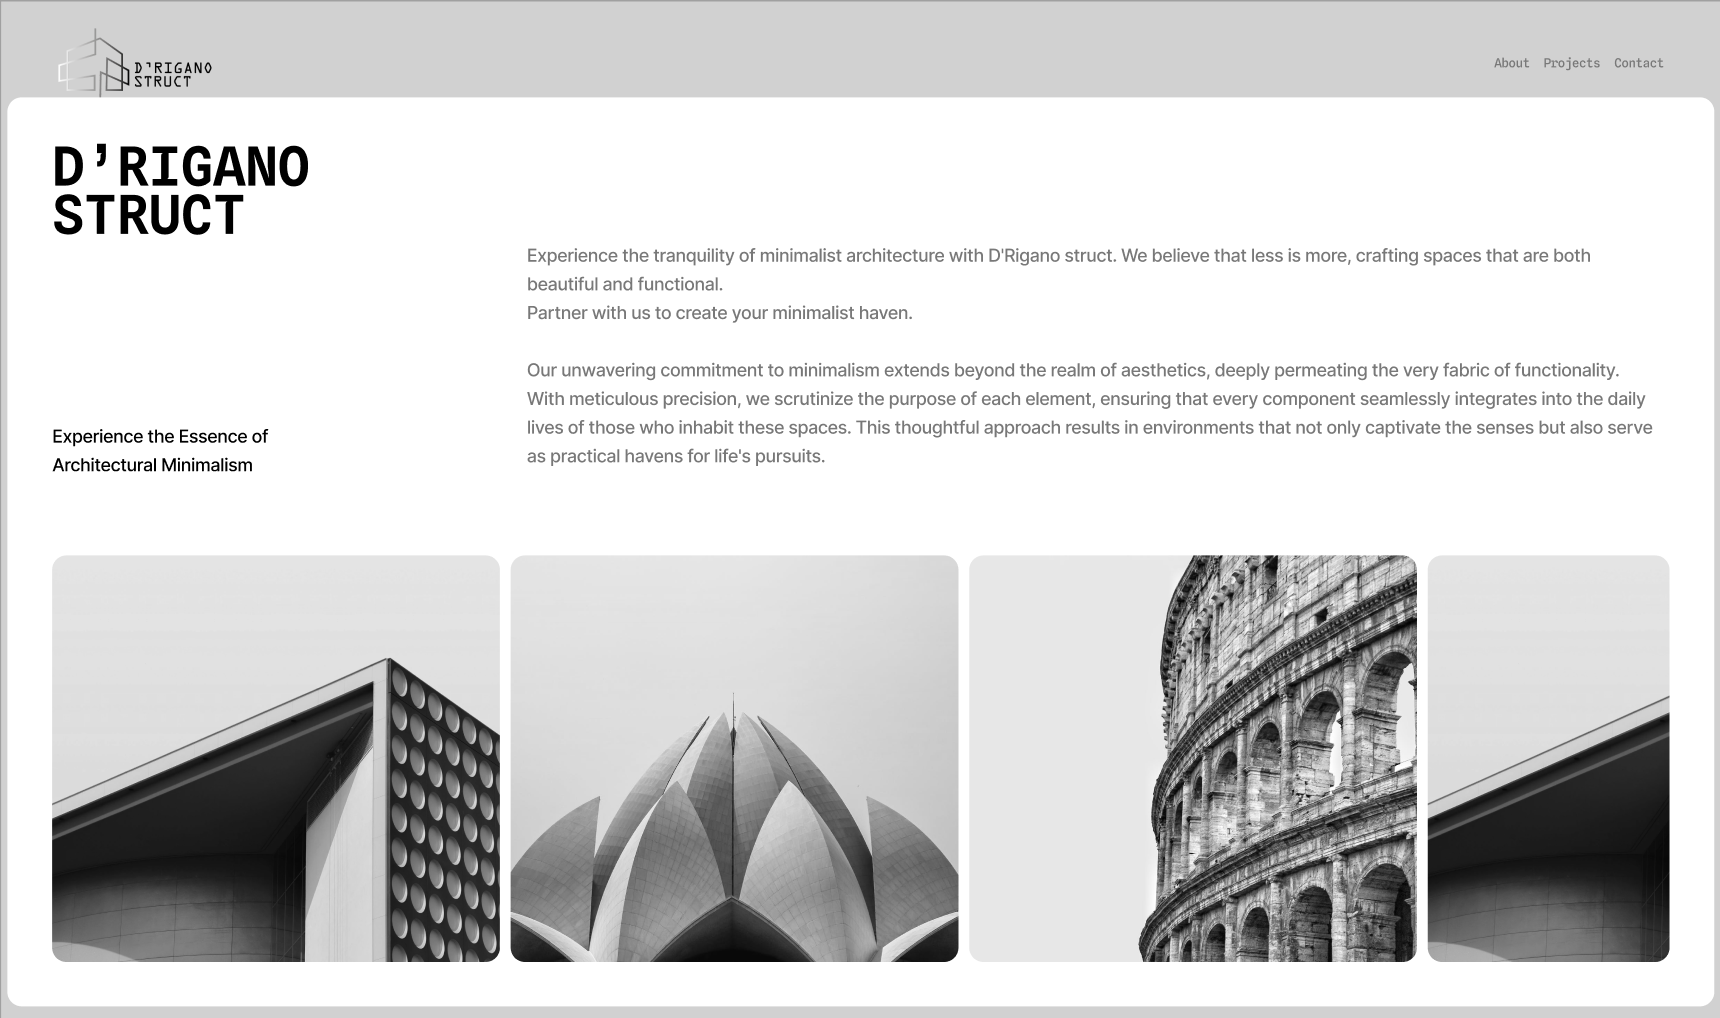 D'RIGANO
STRUCT
About Projects Contact
D’RIGANO
STRUCT
Experience the tranquility of minimalist architecture with D'Rigano struct. We believe that less is more, crafting spaces that are both
beautiful and functional.
Partner with us to create your minimalist haven.
Our unwavering commitment to minimalism extends beyond the realm of aesthetics, deeply permeating the very fabric of functionality.
With meticulous precision, we scrutinize the purpose of each element, ensuring that every component seamlessly integrates into the daily
lives of those who inhabit these spaces. This thoughtful approach results in environments that not only captivate the senses but also serve
as practical havens for life's pursuits.
Experience the Essence of
Architectural Minimalism